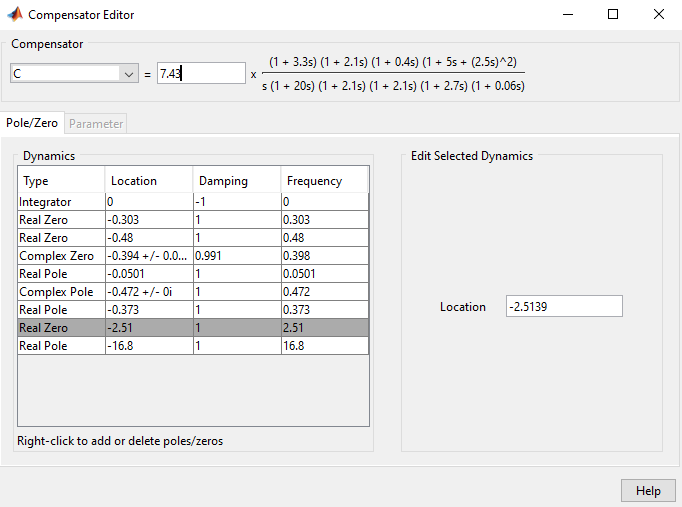 Compensator Editor
Compensator
C = 7.43 x (1 + 3.3s) (1 + 2.1s) (1 + 0.4s) (1 + 5s + (2.5s)^2)
s (1 + 20s) (1 + 2.1s) (1 + 2.1s) (1 + 2.7s) (1 + 0.06s)
Pole/Zero Parameter
Dynamics
Type Location Damping Frequency
Integrator 0 -1 0
Real Zero -0.303 1 0.303
Real Zero -0.48 1 0.48
Complex Zero -0.394 +/- 0.0... 0.991 0.398
Real Pole -0.0501 1 0.0501
Complex Pole -0.472 +/- 0i 1 0.472
Real Pole -0.373 1 0.373
Real Zero -2.51 1 2.51
Real Pole -16.8 1 16.8
Right-click to add or delete poles/zeros
Edit Selected Dynamics
Location -2.5139
Help